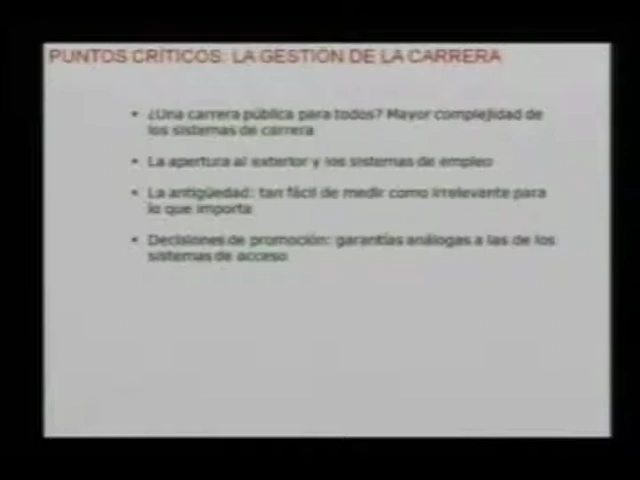 PUNTOS CRÍTICOS: LA GESTIÓN DE LA CARRERA
• ¿Una carrera pública para todos? Mayor complejidad de
los sistemas de carrera
• La apertura al exterior y los sistemas de empleo
• La antigüedad: tan fácil de medir como irrelevante para
lo que importa
• Decisiones de promoción: garantías análogas a las de los
sistemas de acceso